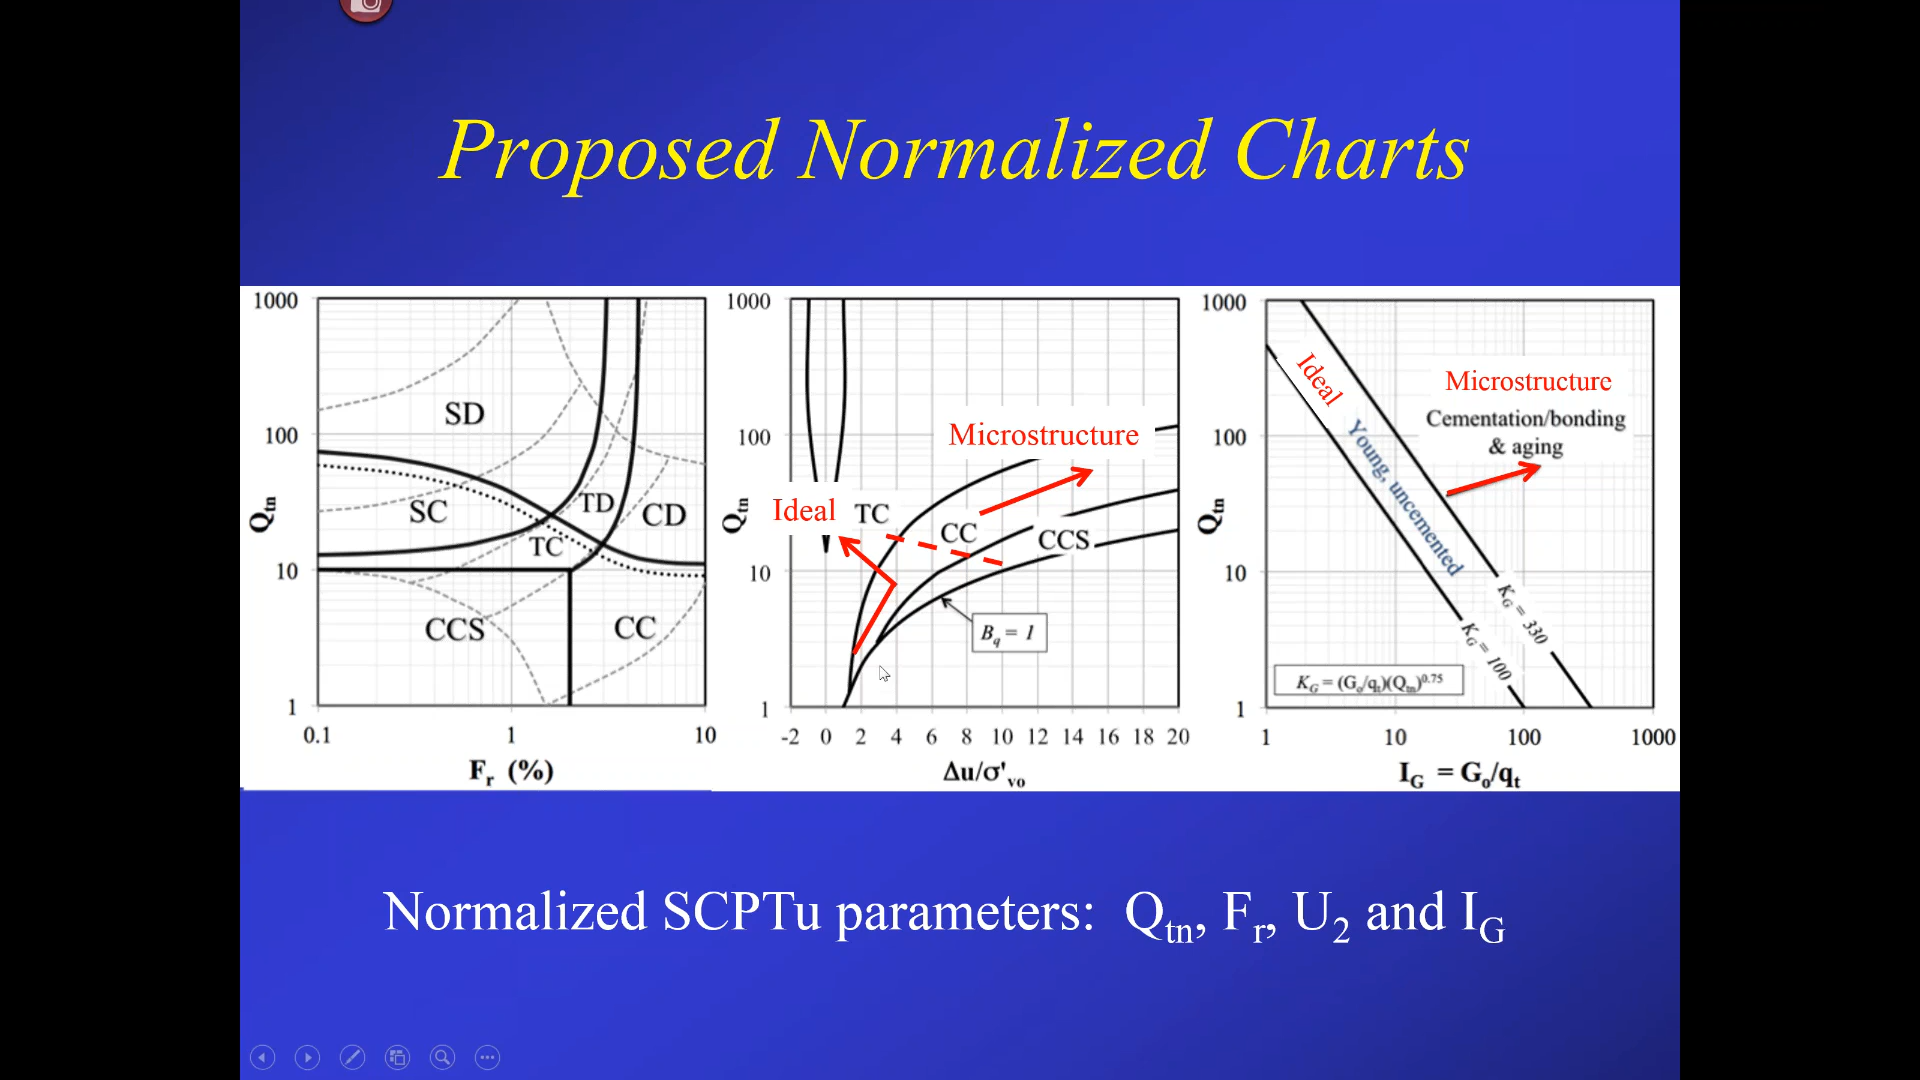 Proposed Normalized Charts
1000
100
10
1
Qtn
SD
SC
TD
CD
TC
CCS
CC
0.1
1
10
Fr (%)
1000
100
10
1
Qtn
Microstructure
Ideal
TC
CC
CCS
Bq = 1
-2 0 2 4 6 8 10 12 14 16 18 20
Δu/σ'vo
1000
100
10
1
Qtn
Ideal
Young, uncemented
Microstructure
Cementation/bonding
& aging
KG = 330
KG = 100
KG = (Go/qt)(Qtn)^0.75
1 10 100 1000
IG = Go/qt
Normalized SCPTu parameters: Qtn, Fr, U2 and IG